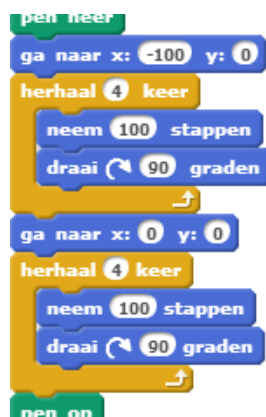 pen neer
ga naar x: -100 y: 0
herhaal 4 keer
neem 100 stappen
draai 90 graden
ga naar x: 0 y: 0
herhaal 4 keer
neem 100 stappen
draai 90 graden
pen op